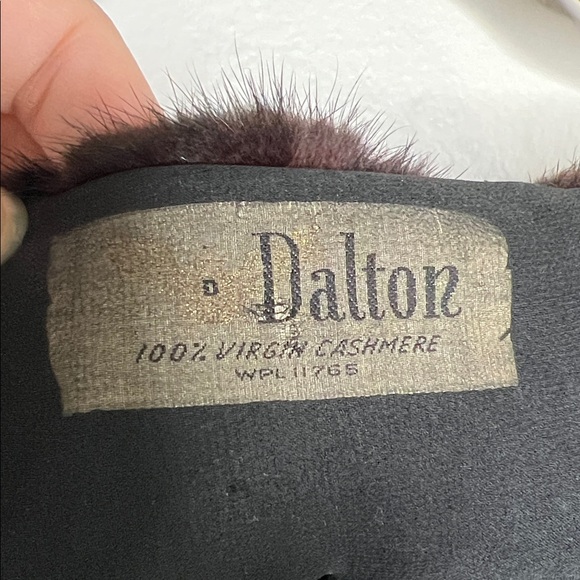 D Dalton
100% VIRGIN CASHMERE
WPL 11765